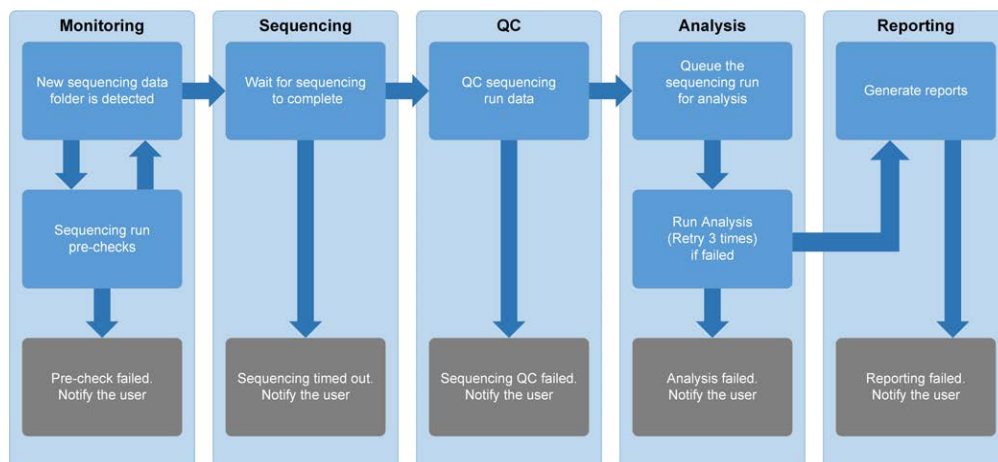 Monitoring
New sequencing data
folder is detected
Sequencing run
pre-checks
Pre-check failed.
Notify the user
Sequencing
Wait for sequencing
to complete
Sequencing timed out.
Notify the user
QC
QC sequencing
run data
Sequencing QC failed.
Notify the user
Analysis
Queue the
sequencing run
for analysis
Run Analysis
(Retry 3 times)
if failed
Analysis failed.
Notify the user
Reporting
Generate reports
Reporting failed.
Notify the user